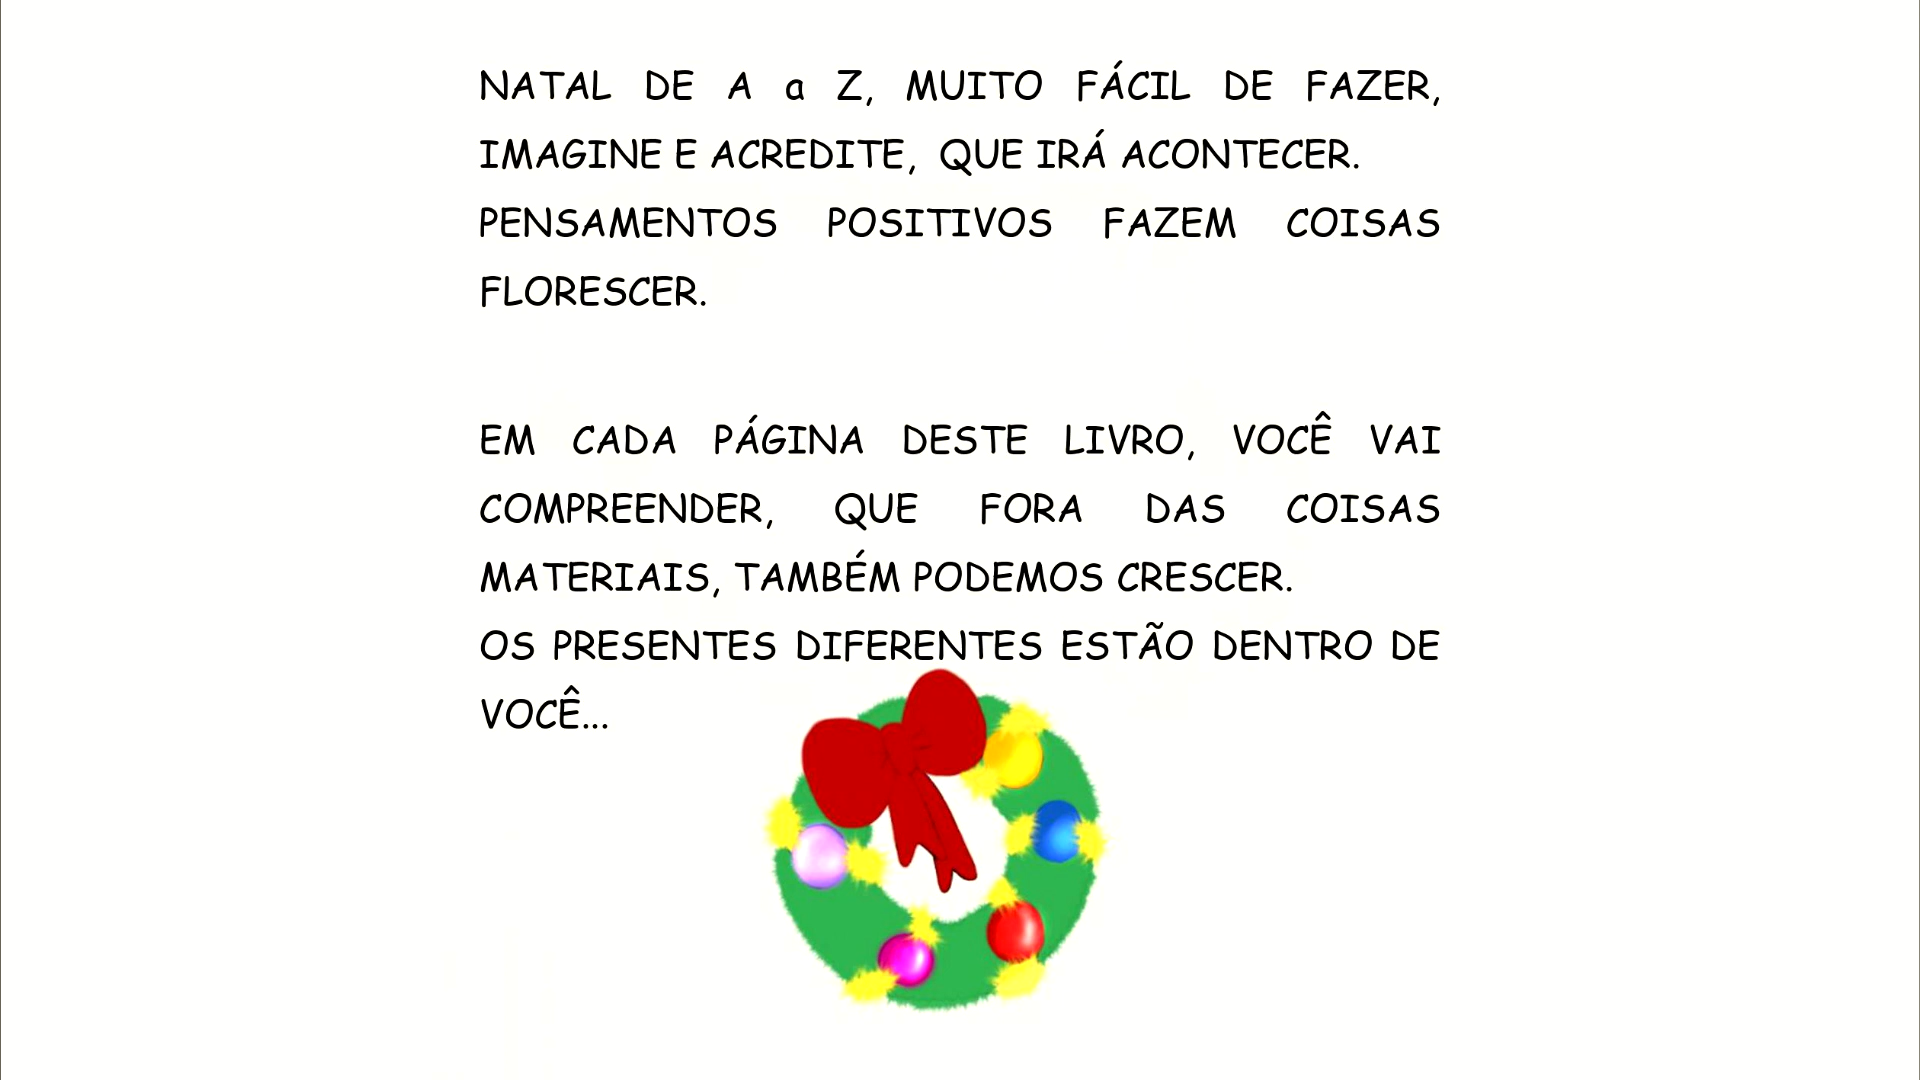 NATAL DE A a Z, MUITO FÁCIL DE FAZER,
IMAGINE E ACREDITE, QUE IRÁ ACONTECER.
PENSAMENTOS POSITIVOS FAZEM COISAS
FLORESCER.
EM CADA PÁGINA DESTE LIVRO, VOCÊ VAI
COMPREENDER, QUE FORA DAS COISAS
MATERIAIS, TAMBÉM PODEMOS CRESCER.
OS PRESENTES DIFERENTES ESTÃO DENTRO DE
VOCÊ...